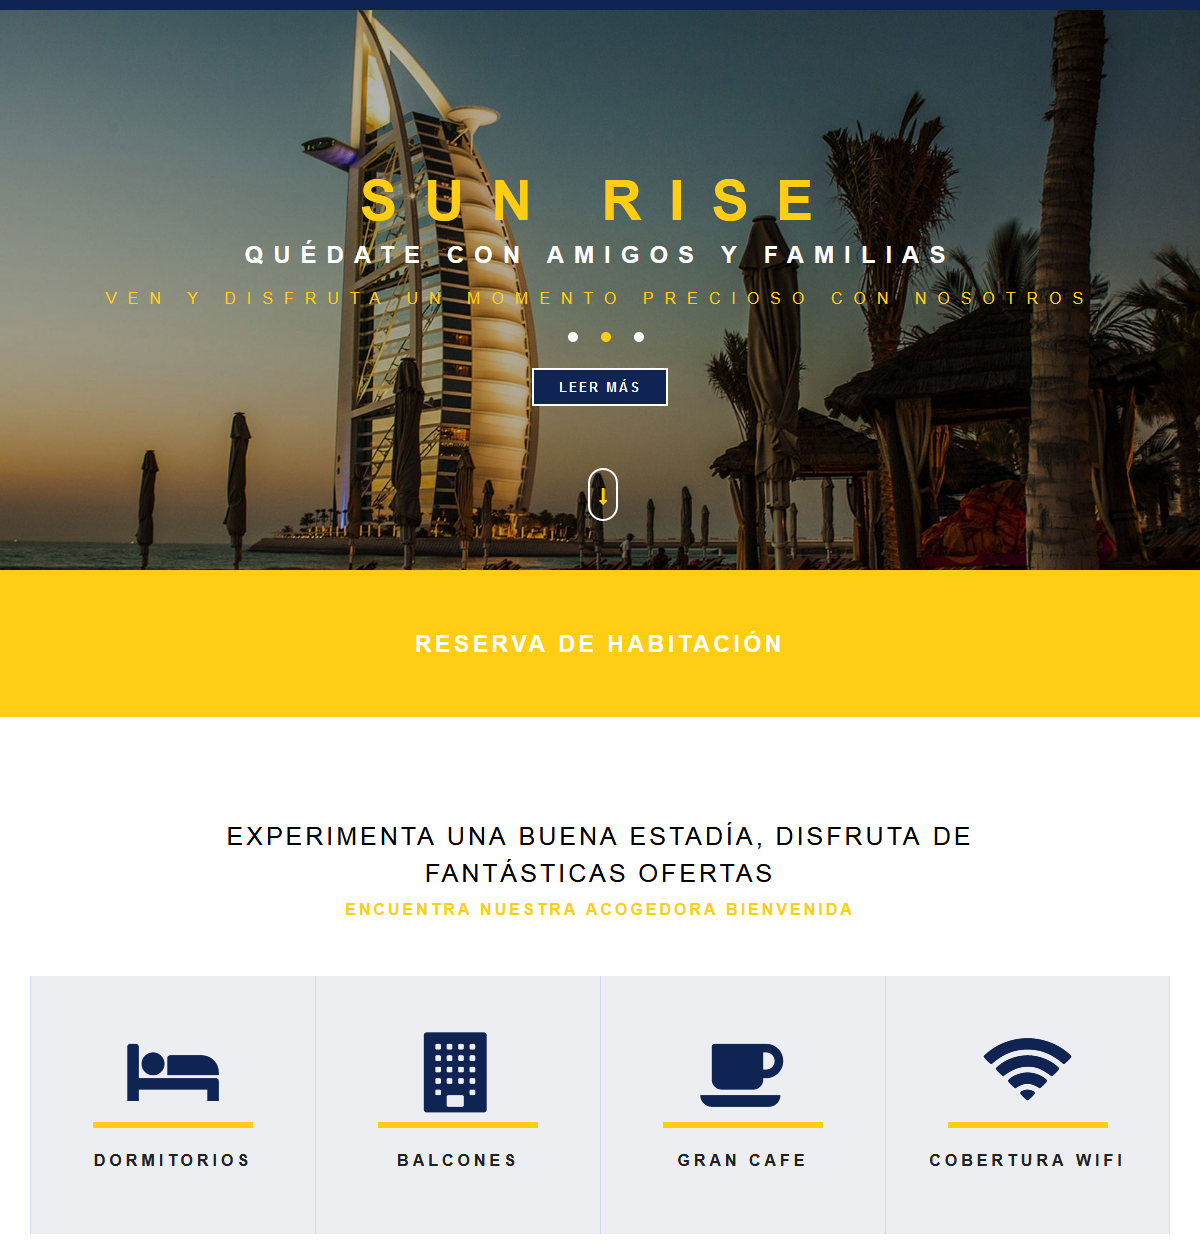 SUN RISE
QUÉDATE CON AMIGOS Y FAMILIAS
VEN Y DISFRUTA UN MOMENTO PRECIOSO CON NOSOTROS
LEER MÁS
RESERVA DE HABITACIÓN
EXPERIMENTA UNA BUENA ESTADÍA, DISFRUTA DE
FANTÁSTICAS OFERTAS
ENCUENTRA NUESTRA ACOGEDORA BIENVENIDA
DORMITORIOS
BALCONES
GRAN CAFE
COBERTURA WIFI